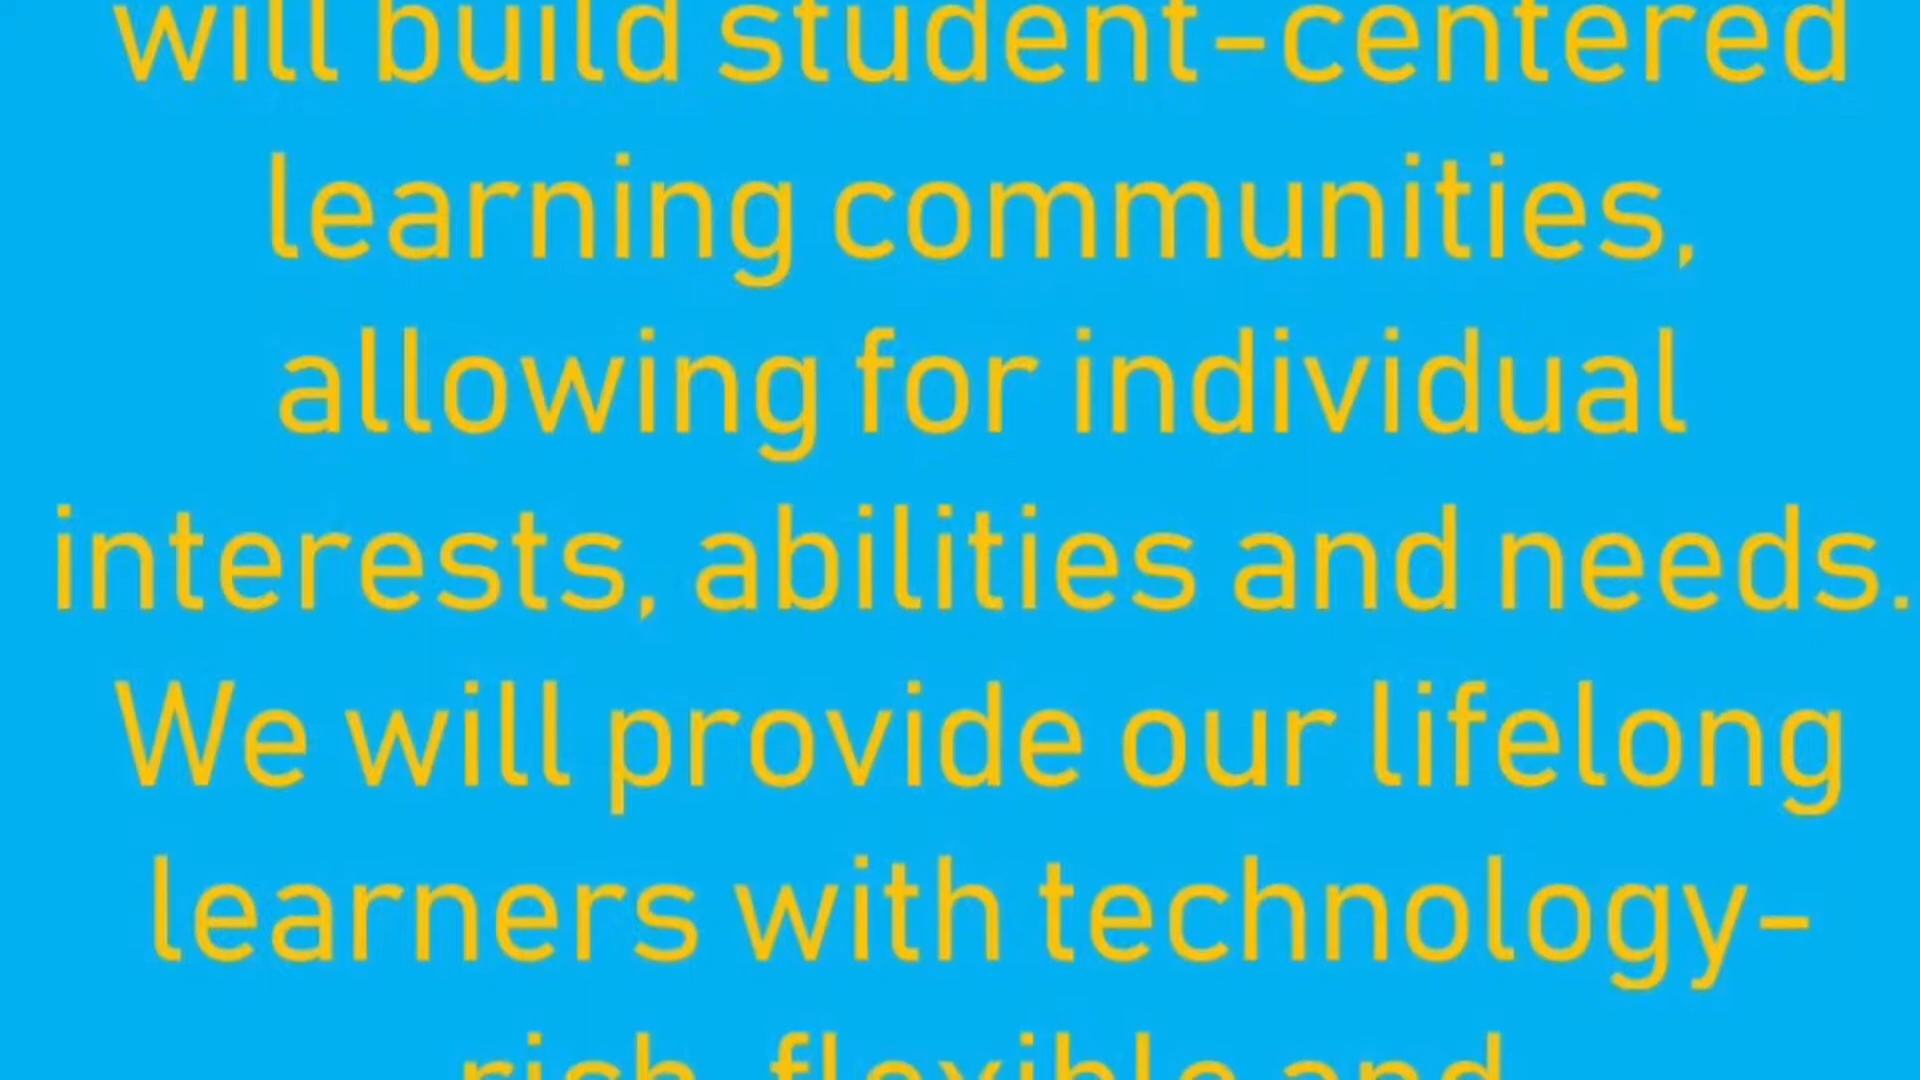 will build student-centered
learning communities,
allowing for individual
interests, abilities and needs.
We will provide our lifelong
learners with technology-
rich, flexible and